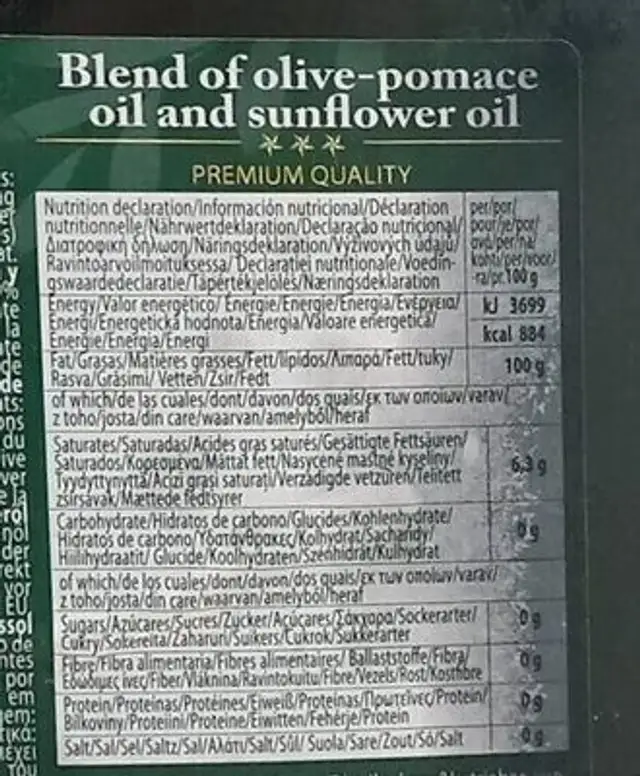 Blend of olive-pomace
oil and sunflower oil
PREMIUM QUALITY
Nutrition declaration/Información nutricional/Déclaration
nutritionnelle/Nährwertdeklaration/Declaração nutricional/
Διατροφική δήλωση/Näringsdeklaration/Výživových údajů/
Ravintoarvoilmoituksessa/Declarației nutriționale/Voedin-
gswaardedeclaratie/Tápértékjelölés/Næringsdeklaration
per/por/
pour/je/por/
ανά/per/na/
kohti/per/voor/
-ra/pr.100 g
Energy/Valor energético/Énergie/Energie/Energia/Ενέργεια/
Energi/Energetická hodnota/Energia/Valoare energetică/
Energie/Energia/Energi
kJ 3699
kcal 884
Fat/Grasas/Matières grasses/Fett/lípidos/Λιπαρά/Fett/tuky/
Rasva/Grăsimi/ Vetten/Zsír/Fedt
100 g
of which/de las cuales/dont/davon/dos quais/εκ των οποίων/varav/
z toho/josta/din care/waarvan/amelyből/heraf
Saturates/Saturadas/Acides gras saturés/Gesättigte Fettsäuren/
Saturados/Κορεσμένα/Mättat fett/Nasycené mastné kyseliny/
Tyydyttynyttä/Acizi grași saturați/Verzadigde vetzuren/Telített
zsírsavak/Mættede fedtsyrer
6,3 g
Carbohydrate/Hidratos de carbono/Glucides/Kohlenhydrate/
Hidratos de carbono/Υδατάνθρακες/Kolhydrat/Sacharidy/
Hiilihydraatit/ Glucide/Koolhydraten/Szénhidrát/Kulhydrat
0 g
of which/de los cuales/dont/davon/dos quais/εκ των οποίων/varav/
z toho/josta/din care/waarvan/amelyből/heraf
Sugars/Azúcares/Sucres/Zucker/Açúcares/Σάκχαρα/Sockerarter/
Cukry/Sokereita/Zaharuri/Suikers/Cukrok/Sukkerarter
0 g
Fibre/Fibra alimentaria/Fibres alimentaires/ Ballaststoffe/Fibra/
Εδώδιμες ίνες/Fiber/Vláknina/Ravintokuitu/Fibre/Vezels/Rost/Kostfibre
0 g
Protein/Proteínas/Protéines/Eiweiß/Proteínas/Πρωτεΐνες/Protein/
Bílkoviny/Proteiini/Proteine/Eiwitten/Fehérje/Protein
0 g
Salt/Sal/Sel/Saltz/Sal/Αλάτι/Salt/Sůl/ Suola/Sare/Zout/Só/Salt
0 g